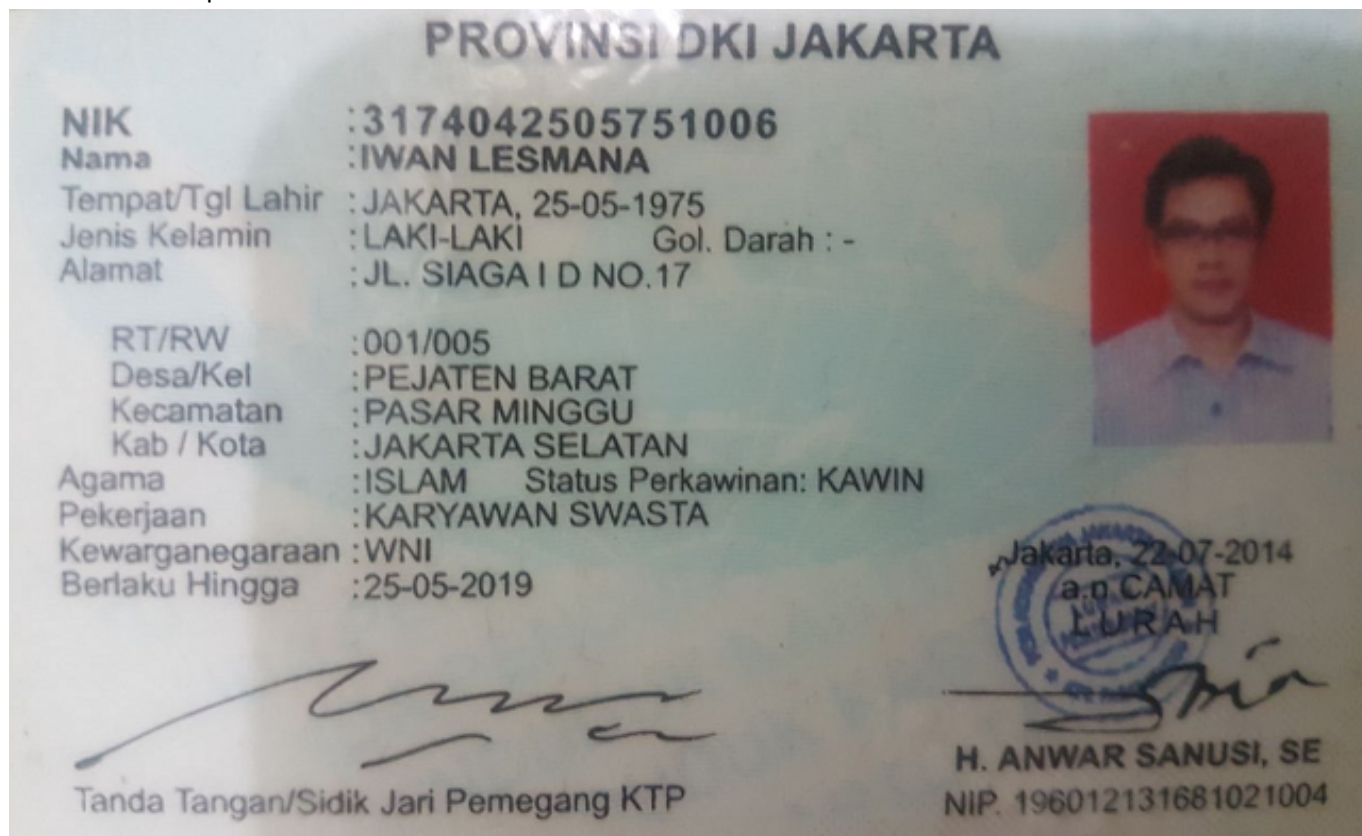 PROVINSI DKI JAKARTA
NIK :3174042505751006
Nama :IWAN LESMANA
Tempat/Tgl Lahir :JAKARTA, 25-05-1975
Jenis Kelamin :LAKI-LAKI Gol. Darah : -
Alamat :JL. SIAGA I D NO.17
RT/RW :001/005
Desa/Kel :PEJATEN BARAT
Kecamatan :PASAR MINGGU
Kab / Kota :JAKARTA SELATAN
Agama :ISLAM Status Perkawinan: KAWIN
Pekerjaan :KARYAWAN SWASTA
Kewarganegaraan :WNI
Berlaku Hingga :25-05-2019
Jakarta, 22-07-2014
a.n CAMAT
LURAH
H. ANWAR SANUSI, SE
NIP. 196012131681021004
Tanda Tangan/Sidik Jari Pemegang KTP